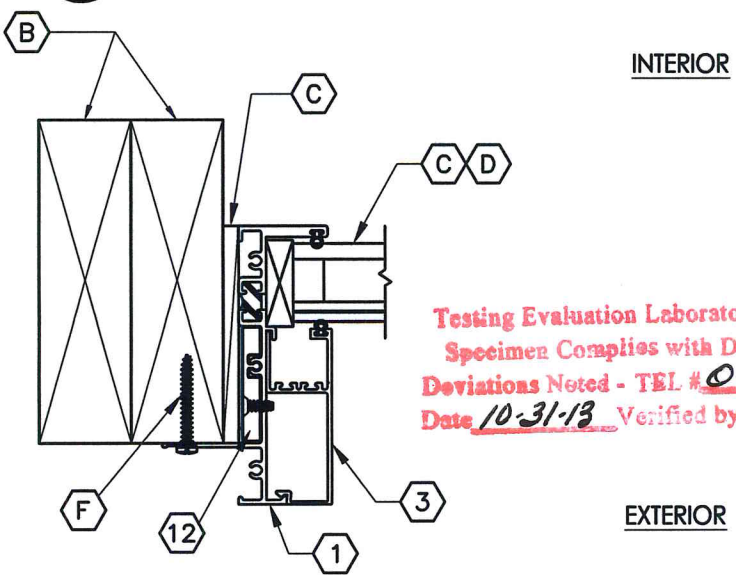 B
INTERIOR
C
C D
Testing Evaluation
Specimen Complies with
Deviations Noted - TEL #
Date 10-31-13 Verified by
F
12
3
1
EXTERIOR